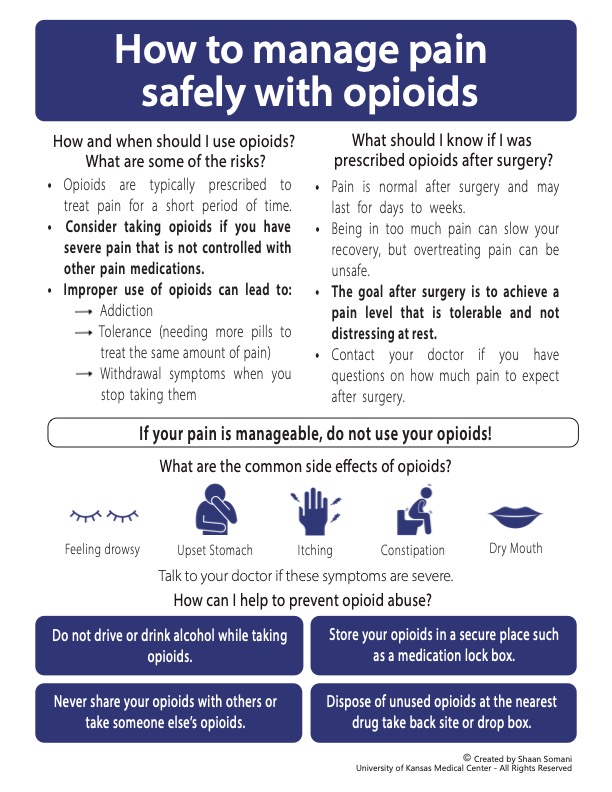 How to manage pain
safely with opioids
How and when should I use opioids?
What are some of the risks?
• Opioids are typically prescribed to
treat pain for a short period of time.
• Consider taking opioids if you have
severe pain that is not controlled with
other pain medications.
• Improper use of opioids can lead to:
→ Addiction
→ Tolerance (needing more pills to
treat the same amount of pain)
→ Withdrawal symptoms when you
stop taking them
What should I know if I was
prescribed opioids after surgery?
• Pain is normal after surgery and may
last for days to weeks.
• Being in too much pain can slow your
recovery, but overtreating pain can be
unsafe.
• The goal after surgery is to achieve a
pain level that is tolerable and not
distressing at rest.
• Contact your doctor if you have
questions on how much pain to expect
after surgery.
If your pain is manageable, do not use your opioids!
What are the common side effects of opioids?
Feeling drowsy
Upset Stomach
Itching
Constipation
Dry Mouth
Talk to your doctor if these symptoms are severe.
How can I help to prevent opioid abuse?
Do not drive or drink alcohol while taking
opioids.
Store your opioids in a secure place such
as a medication lock box.
Never share your opioids with others or
take someone else's opioids.
Dispose of unused opioids at the nearest
drug take back site or drop box.
© Created by Shaan Somani
University of Kansas Medical Center - All Rights Reserved